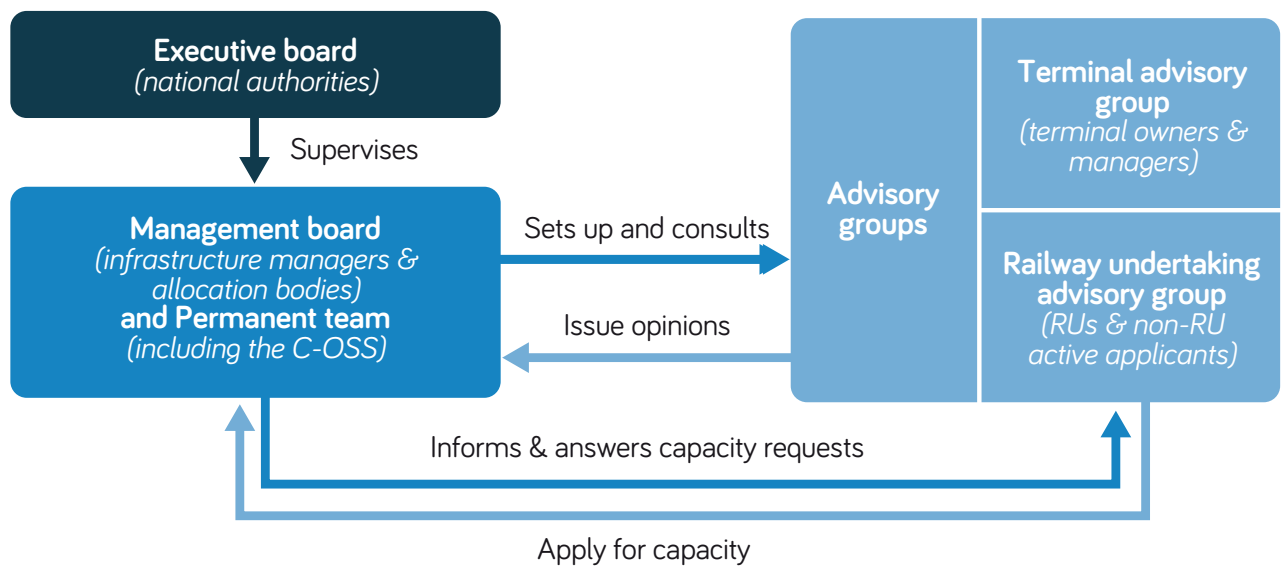 Executive board
(national authorities)
Supervises
Management board
(infrastructure managers &
allocation bodies)
and Permanent team
(including the C-OSS)
Sets up and consults
Issue opinions
Advisory
groups
Terminal advisory
group
(terminal owners &
managers)
Railway undertaking
advisory group
(RUs & non-RU
active applicants)
Informs & answers capacity requests
Apply for capacity